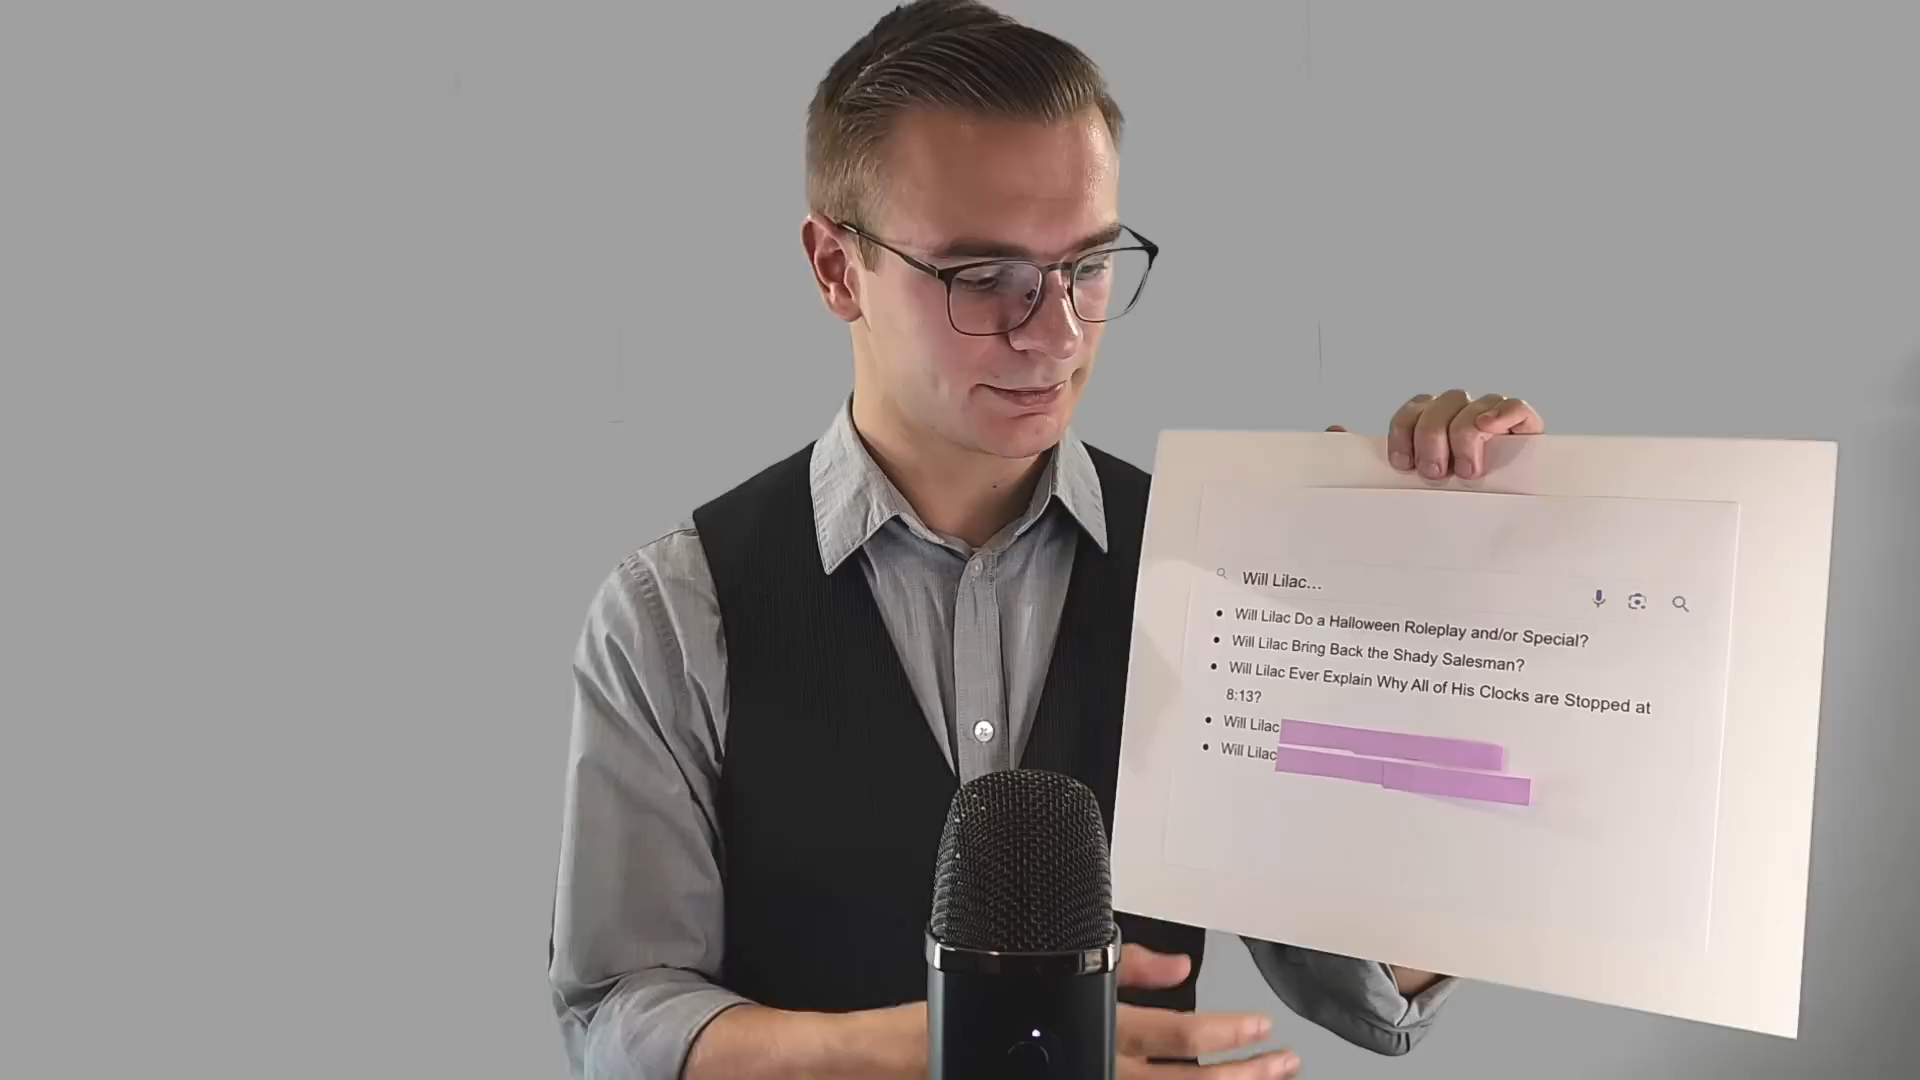 Will Lilac...
Will Lilac Do a Halloween Roleplay and/or Special?
Will Lilac Bring Back the Shady Salesman?
Will Lilac Ever Explain Why All of His Clocks are Stopped at
8:13?
Will Lilac
Will Lilac